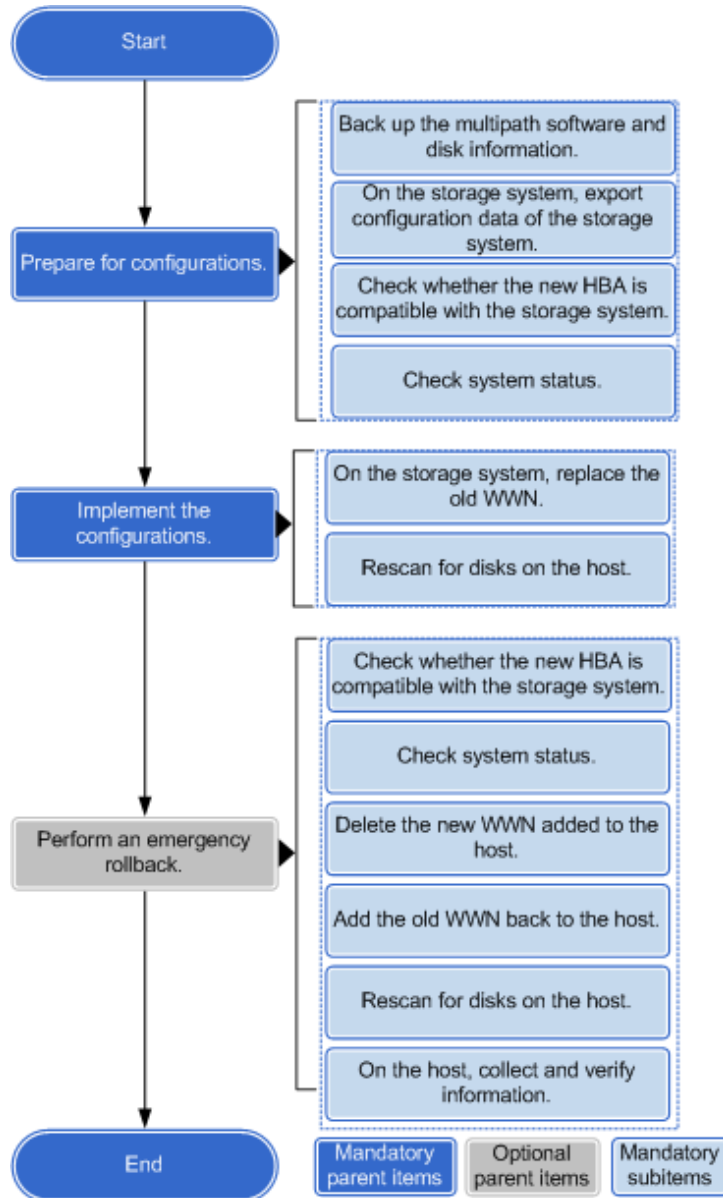 Start
Back up the multipath software and
disk information.
On the storage system, export
configuration data of the storage
system.
Prepare for configurations.
Check whether the new HBA is
compatible with the storage system.
Check system status.
On the storage system, replace the
old WWN.
Implement the
configurations.
Rescan for disks on the host.
Check whether the new HBA is
compatible with the storage system.
Check system status.
Delete the new WWN added to the
host.
Perform an emergency
rollback.
Add the old WWN back to the host.
Rescan for disks on the host.
On the host, collect and verify
information.
End
Mandatory
parent items
Optional
parent items
Mandatory
subitems